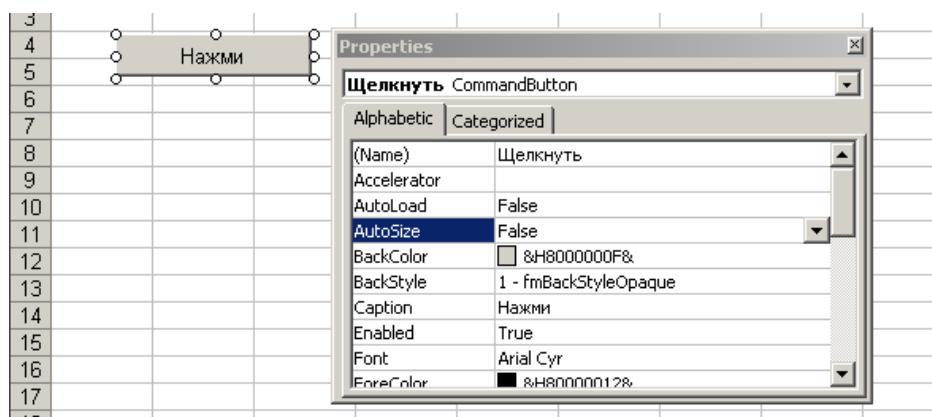 3
4
Нажми
5
6
7
8
9
10
11
12
13
14
15
16
17
Properties
Щелкнуть CommandButton
Alphabetic Categorized
(Name) Щелкнуть
Accelerator
AutoLoad False
AutoSize False
BackColor &H8000000F&
BackStyle 1 - fmBackStyleOpaque
Caption Нажми
Enabled True
Font Arial Cyr
ForeColor &H80000012&